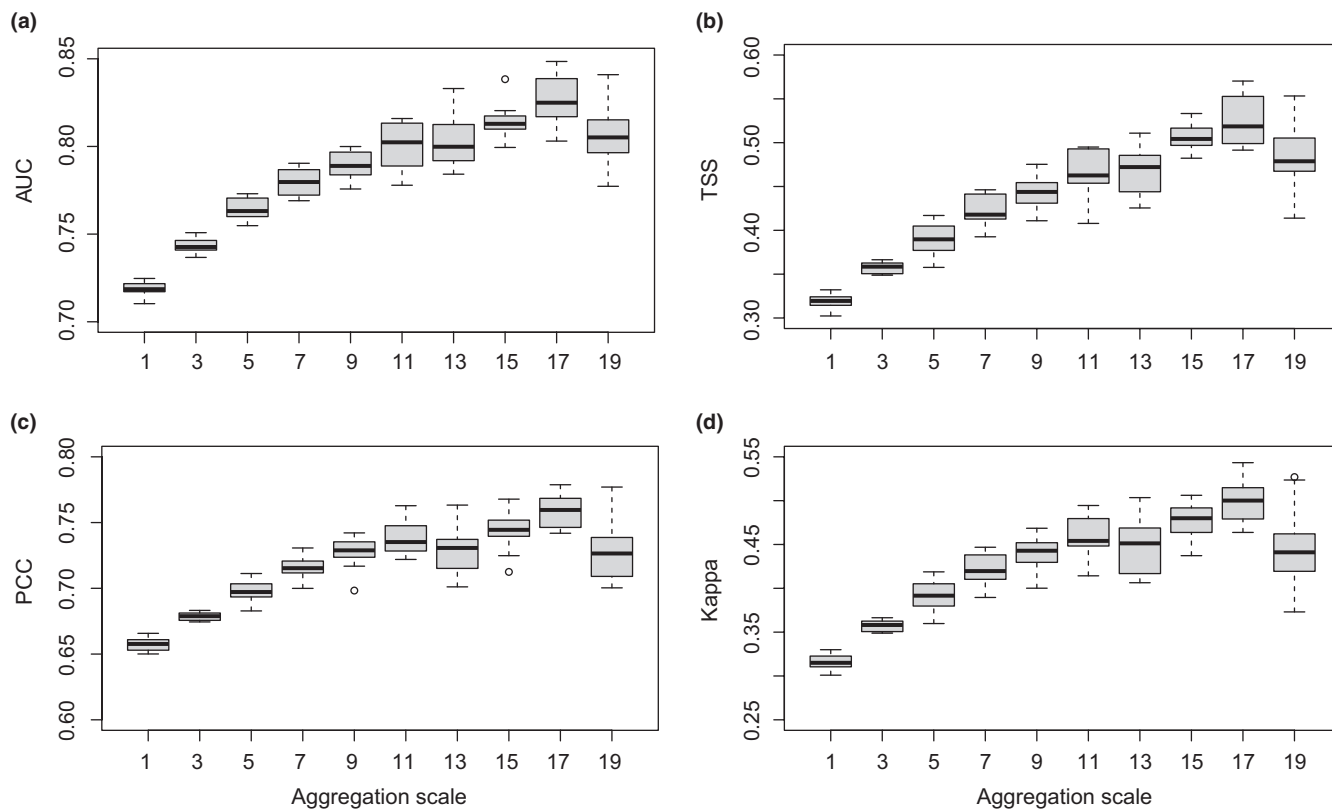 (a)
AUC
0.85
0.80
0.75
0.70
1 3 5 7 9 11 13 15 17 19
(b)
TSS
0.60
0.50
0.40
0.30
1 3 5 7 9 11 13 15 17 19
(c)
PCC
0.80
0.75
0.70
0.65
0.60
1 3 5 7 9 11 13 15 17 19
Aggregation scale
(d)
Kappa
0.55
0.45
0.35
0.25
1 3 5 7 9 11 13 15 17 19
Aggregation scale